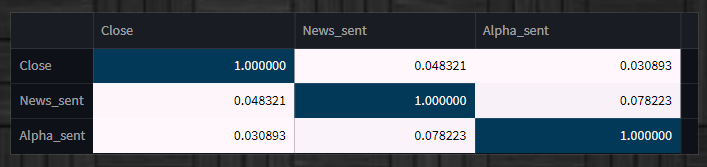 Close News_sent Alpha_sent
Close 1.000000 0.048321 0.030893
News_sent 0.048321 1.000000 0.078223
Alpha_sent 0.030893 0.078223 1.000000